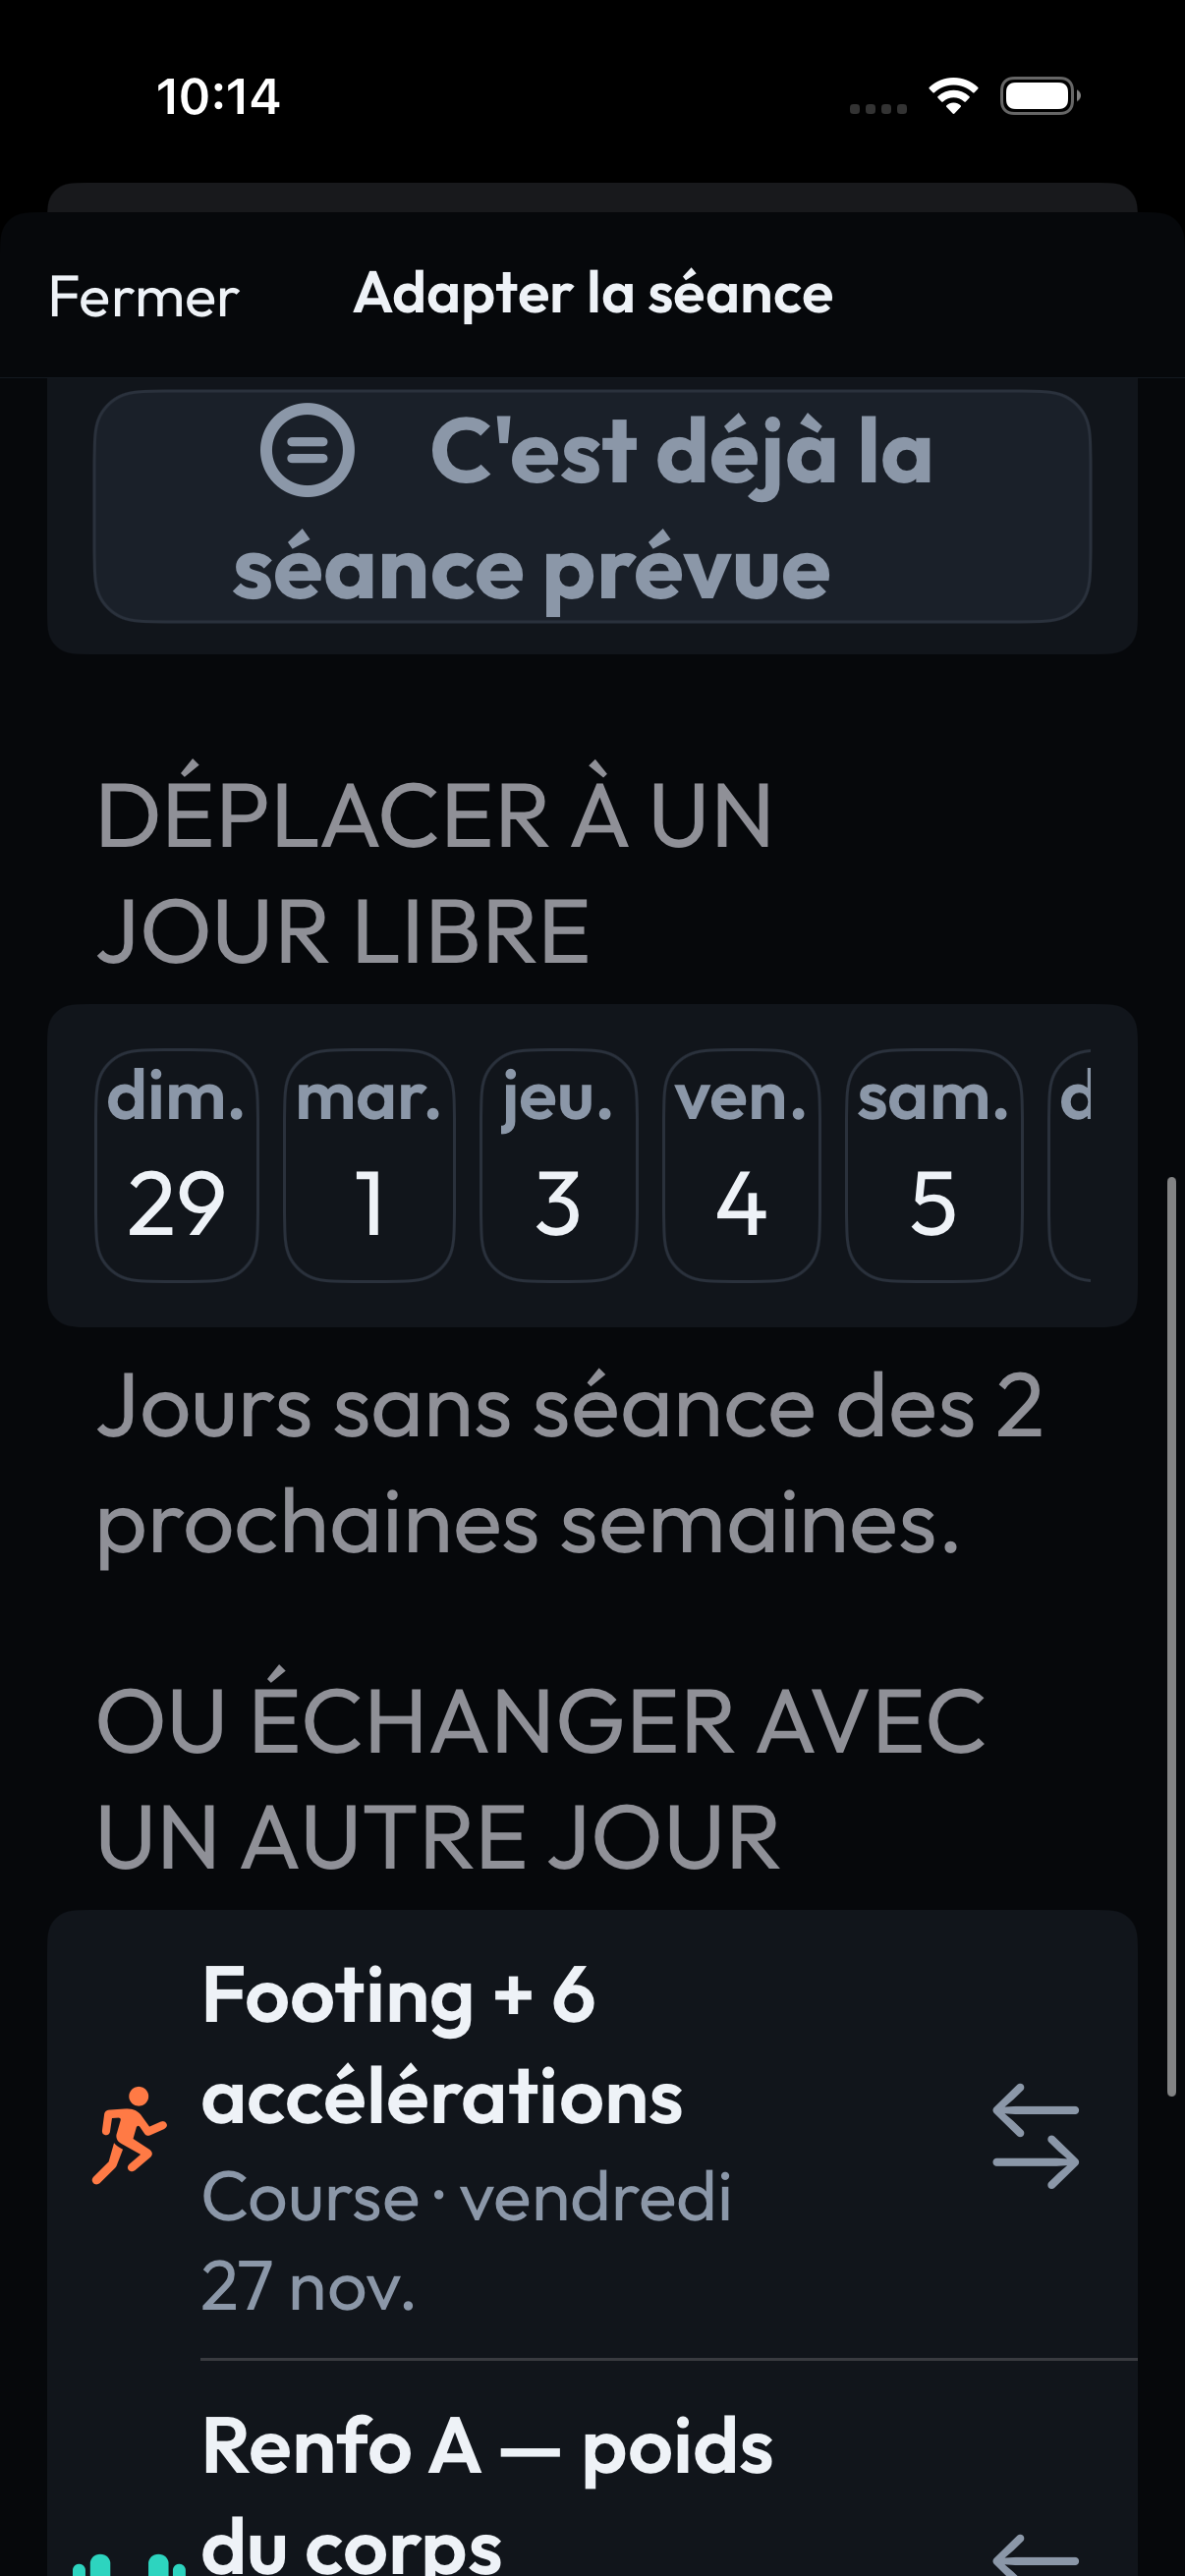 10:14
Fermer
Adapter la séance
C'est déjà la
séance prévue
DÉPLACER À UN
JOUR LIBRE
dim. mar. jeu. ven. sam. d
29 1 3 4 5
Jours sans séance des 2
prochaines semaines.
OU ÉCHANGER AVEC
UN AUTRE JOUR
Footing + 6
accélérations
Course · vendredi
27 nov.
Renfo A — poids
du corps